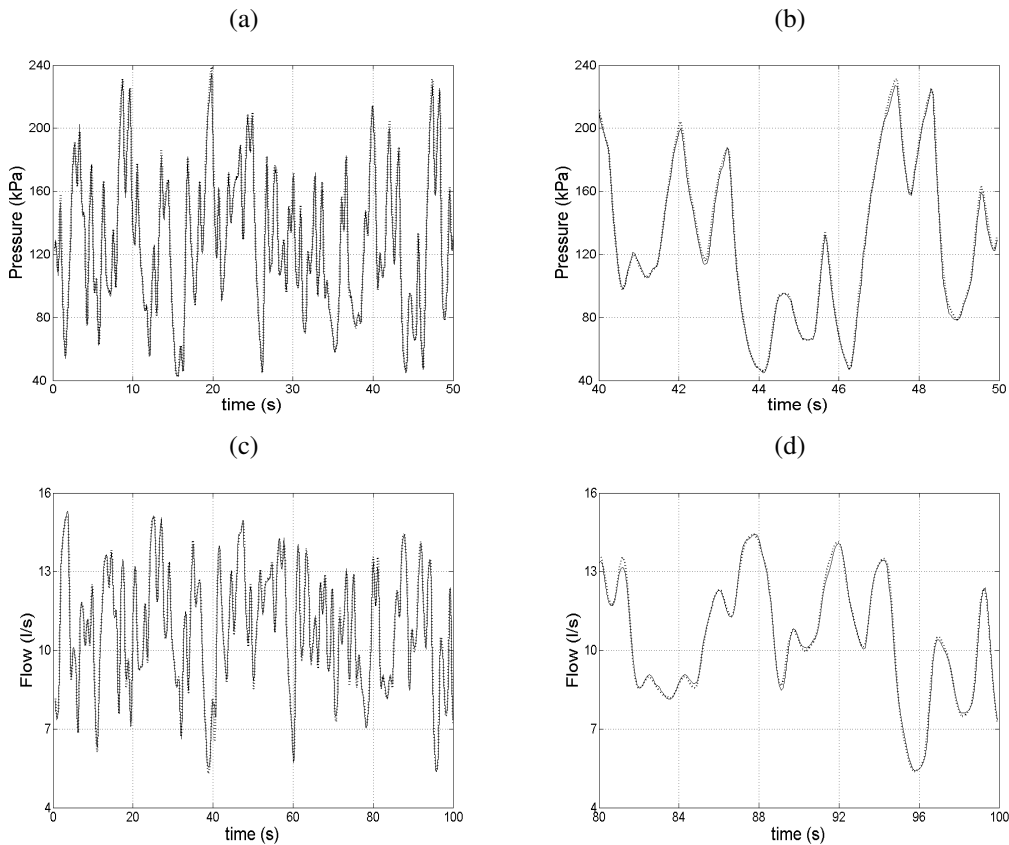 (a)
(b)
240
200
160
120
80
40
Pressure (kPa)
0 10 20 30 40 50
time (s)
240
200
160
120
80
40
Pressure (kPa)
40 42 44 46 48 50
time (s)
(c)
(d)
16
13
10
7
4
Flow (l/s)
0 20 40 60 80 100
time (s)
16
13
10
7
4
Flow (l/s)
80 84 88 92 96 100
time (s)